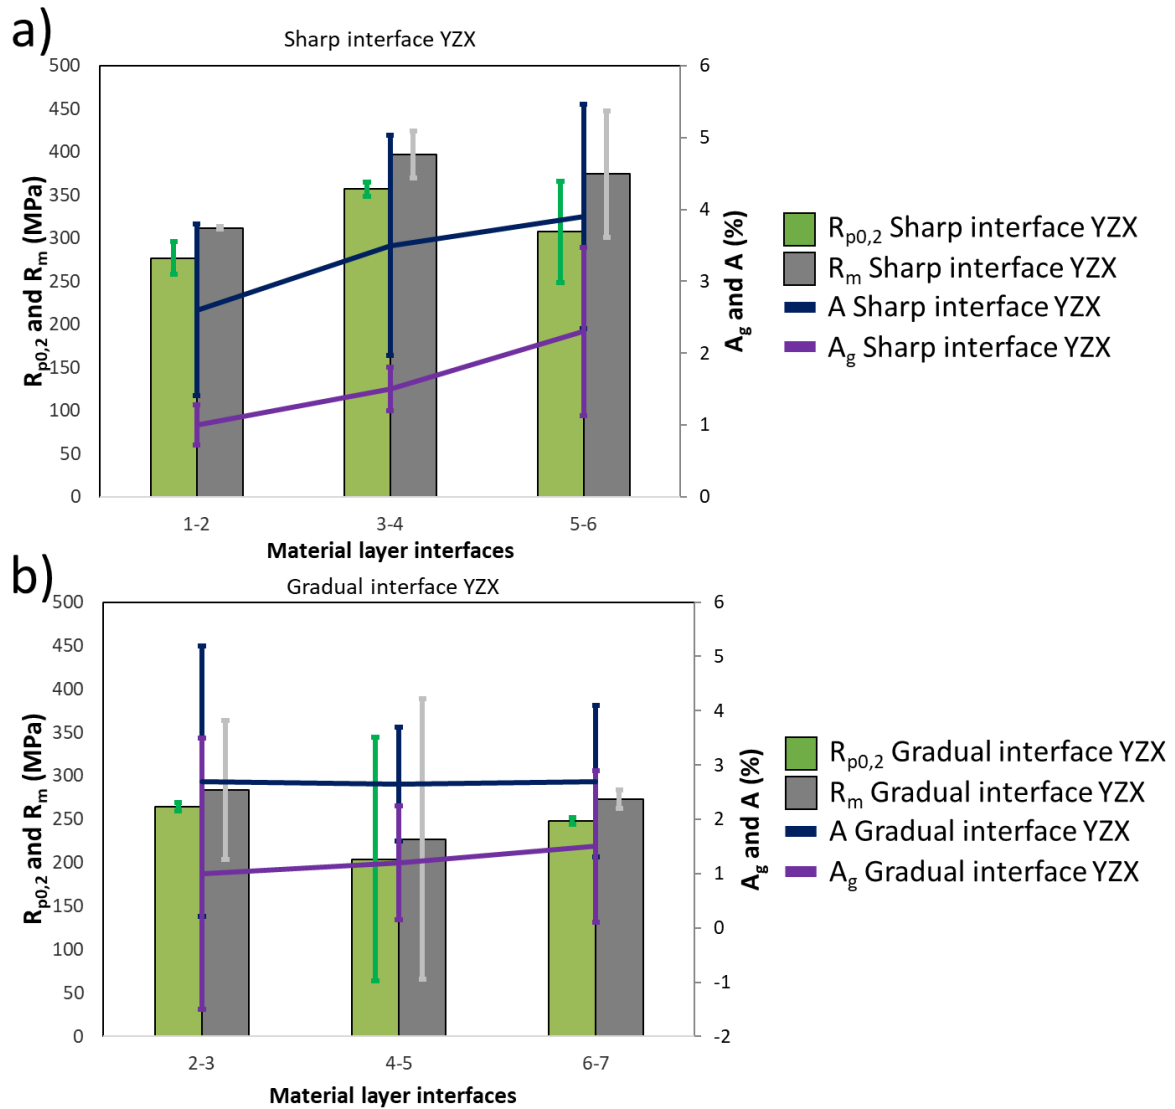 a)
Sharp interface YZX
500
450
400
350
300
250
200
150
100
50
0
Rp0,2 and Rm (MPa)
6
5
4
3
2
1
0
Ag and A (%)
1-2 3-4 5-6
Material layer interfaces
Rp0,2 Sharp interface YZX
Rm Sharp interface YZX
A Sharp interface YZX
Ag Sharp interface YZX
b)
Gradual interface YZX
500
450
400
350
300
250
200
150
100
50
0
Rp0,2 and Rm (MPa)
6
5
4
3
2
1
0
-1
-2
Ag and A (%)
2-3 4-5 6-7
Material layer interfaces
Rp0,2 Gradual interface YZX
Rm Gradual interface YZX
A Gradual interface YZX
Ag Gradual interface YZX